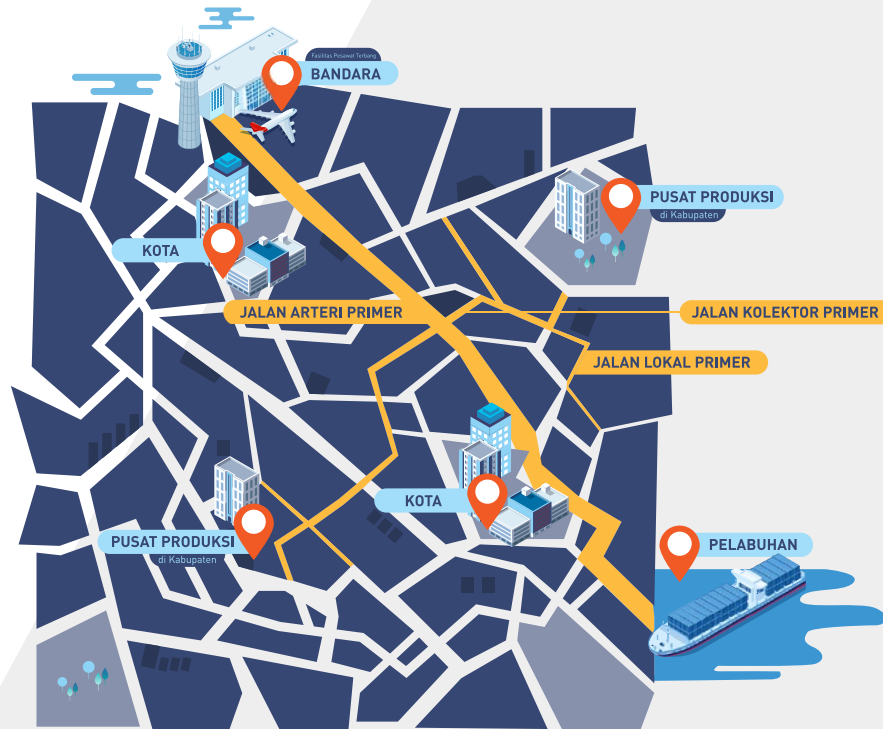 Fasilitas Pesawat Terbang
BANDARA
PUSAT PRODUKSI
di Kabupaten
KOTA
JALAN ARTERI PRIMER
JALAN KOLEKTOR PRIMER
JALAN LOKAL PRIMER
KOTA
PUSAT PRODUKSI
di Kabupaten
PELABUHAN